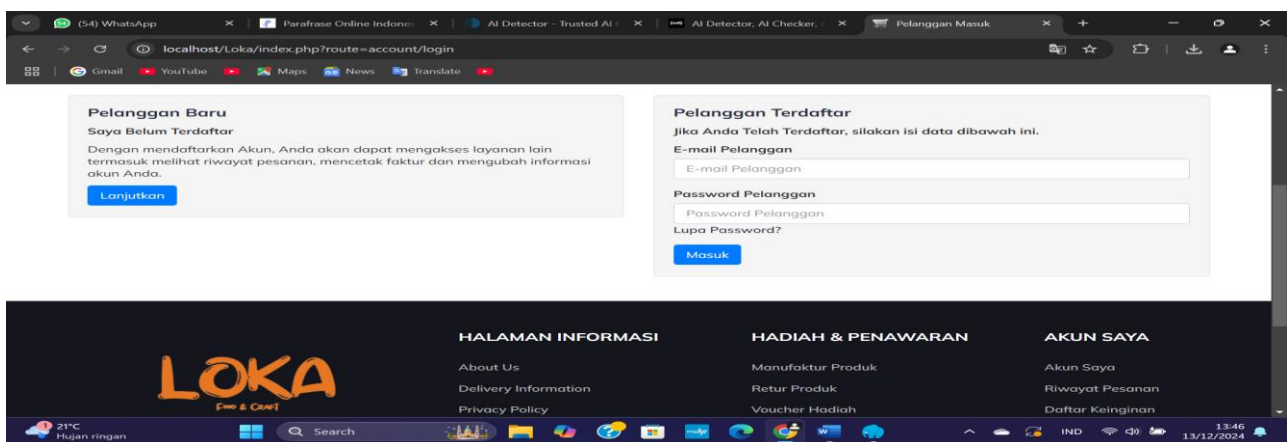 (54) WhatsApp
Parafrase Online Indone
AI Detector - Trusted AI C
AI Detector, AI Checker,
Pelanggan Masuk
localhost/Loka/index.php?route=account/login
Gmail YouTube Maps News Translate
Pelanggan Baru
Saya Belum Terdaftar
Dengan mendaftarkan Akun, Anda akan dapat mengakses layanan lain
termasuk melihat riwayat pesanan, mencetak faktur dan mengubah informasi
akun Anda.
Lanjutkan
Pelanggan Terdaftar
Jika Anda Telah Terdaftar, silakan isi data dibawah ini.
E-mail Pelanggan
E-mail Pelanggan
Password Pelanggan
Password Pelanggan
Lupa Password?
Masuk
LOKA
FOOD & CRAFT
HALAMAN INFORMASI
About Us
Delivery Information
Privacy Policy
HADIAH & PENAWARAN
Manufaktur Produk
Retur Produk
Voucher Hadiah
AKUN SAYA
Akun Saya
Riwayat Pesanan
Daftar Keinginan
21°C
Hujan ringan
Search
IND
13:46
13/12/2024